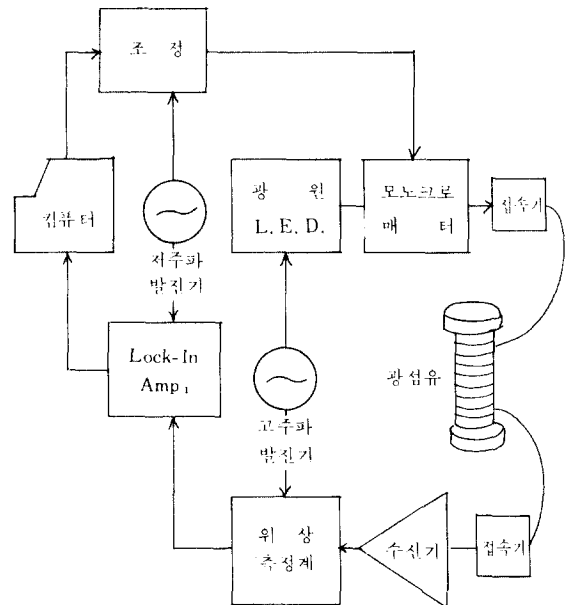 조 정
컴퓨터
저주파
발진기
광 원
L. E. D.
모노크로
매 터
접속기
Lock-In
Amp₁
고주파
발진기
광섬유
위 상
측정계
수신기
접속기